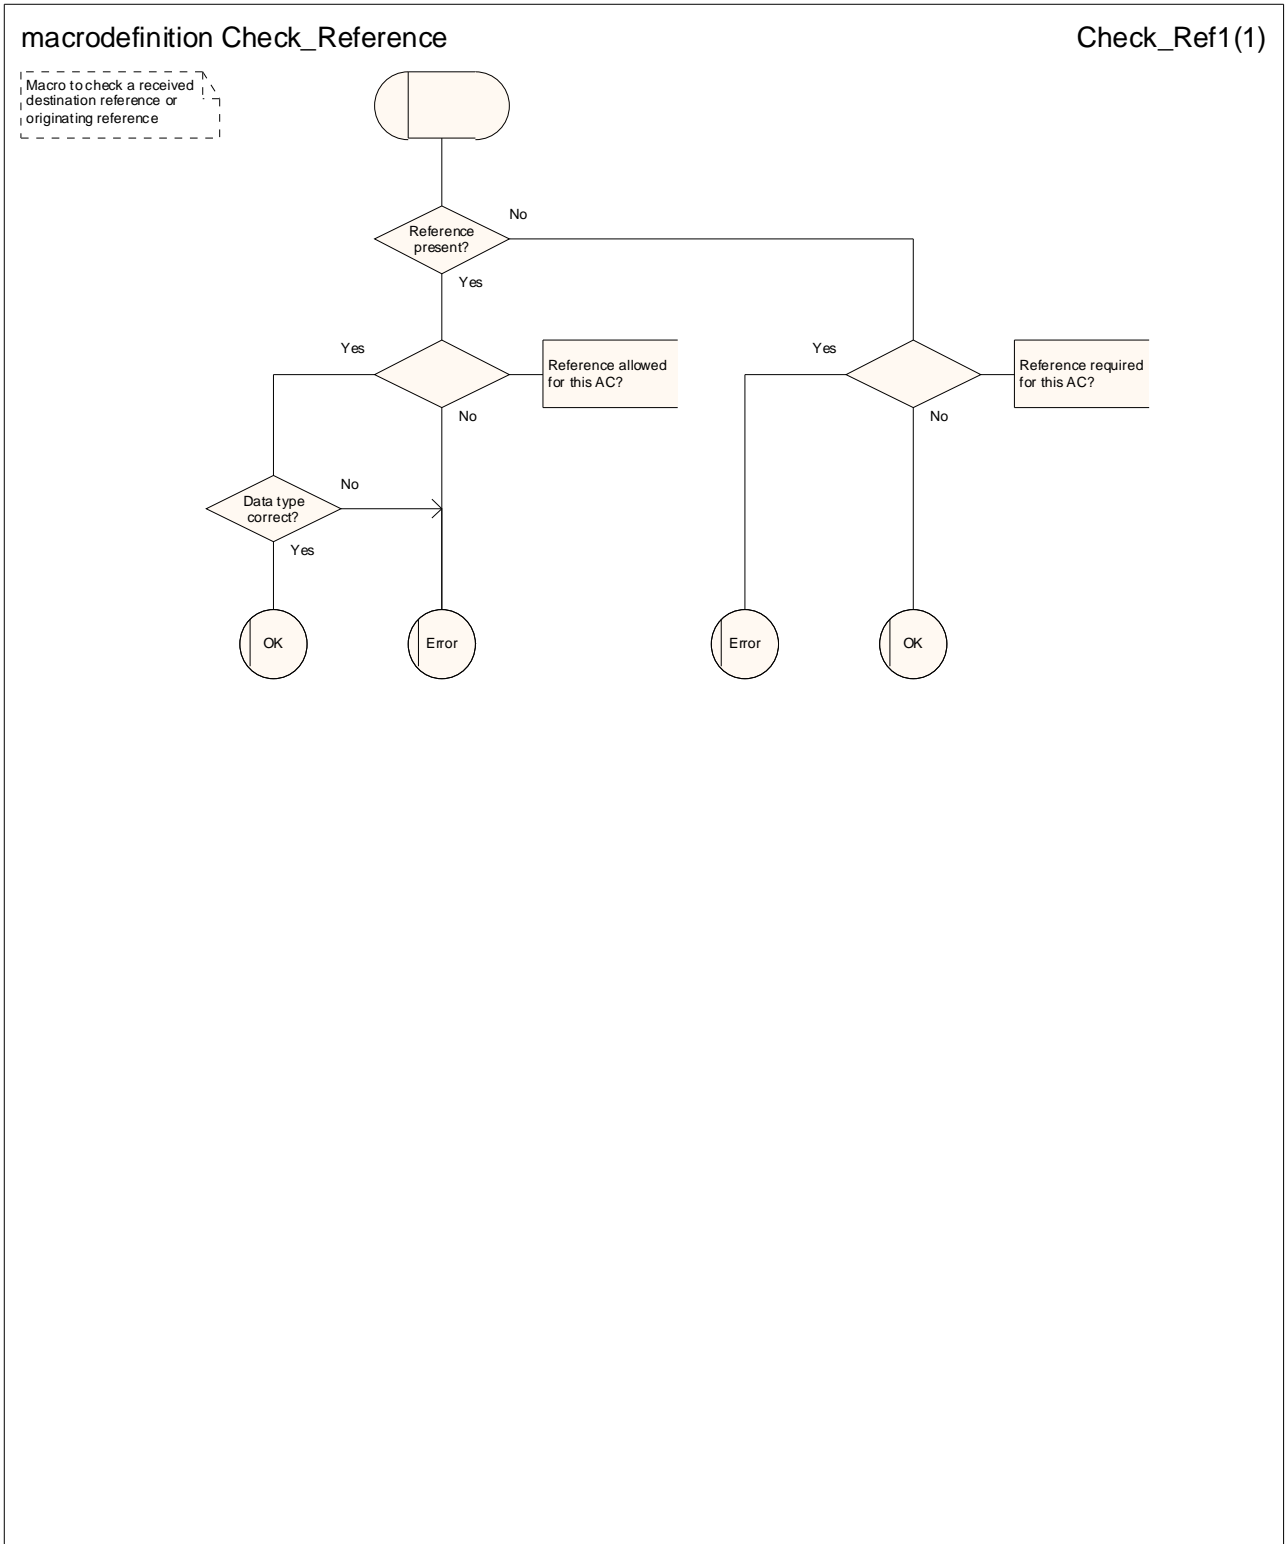 macrodefinition Check_Reference
Check_Ref1(1)
Macro to check a received
destination reference or
originating reference
No
Reference
present?
Yes
Yes
Reference allowed
for this AC?
No
Yes
Reference required
for this AC?
No
No
Data type
correct?
Yes
OK
Error
Error
OK